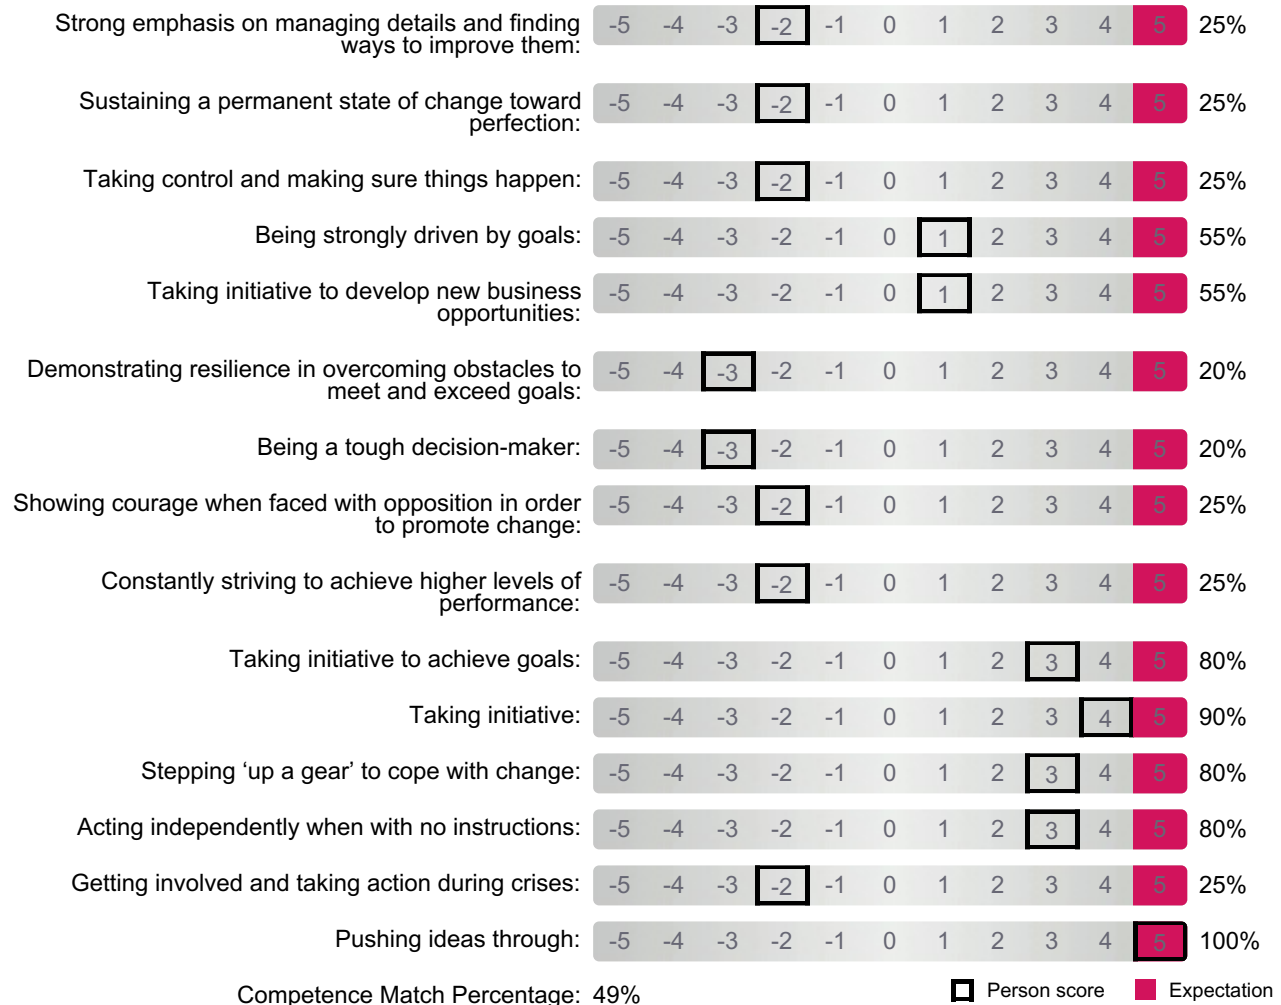 Strong emphasis on managing details and finding
ways to improve them:
-5 -4 -3 -2 -1 0 1 2 3 4 5 25%
Sustaining a permanent state of change toward
perfection:
-5 -4 -3 -2 -1 0 1 2 3 4 5 25%
Taking control and making sure things happen: -5 -4 -3 -2 -1 0 1 2 3 4 5 25%
Being strongly driven by goals: -5 -4 -3 -2 -1 0 1 2 3 4 5 55%
Taking initiative to develop new business
opportunities:
-5 -4 -3 -2 -1 0 1 2 3 4 5 55%
Demonstrating resilience in overcoming obstacles to
meet and exceed goals:
-5 -4 -3 -2 -1 0 1 2 3 4 5 20%
Being a tough decision-maker: -5 -4 -3 -2 -1 0 1 2 3 4 5 20%
Showing courage when faced with opposition in order
to promote change:
-5 -4 -3 -2 -1 0 1 2 3 4 5 25%
Constantly striving to achieve higher levels of
performance:
-5 -4 -3 -2 -1 0 1 2 3 4 5 25%
Taking initiative to achieve goals: -5 -4 -3 -2 -1 0 1 2 3 4 5 80%
Taking initiative: -5 -4 -3 -2 -1 0 1 2 3 4 5 90%
Stepping ‘up a gear’ to cope with change: -5 -4 -3 -2 -1 0 1 2 3 4 5 80%
Acting independently when with no instructions: -5 -4 -3 -2 -1 0 1 2 3 4 5 80%
Getting involved and taking action during crises: -5 -4 -3 -2 -1 0 1 2 3 4 5 25%
Pushing ideas through: -5 -4 -3 -2 -1 0 1 2 3 4 5 100%
Competence Match Percentage: 49% Person score Expectation